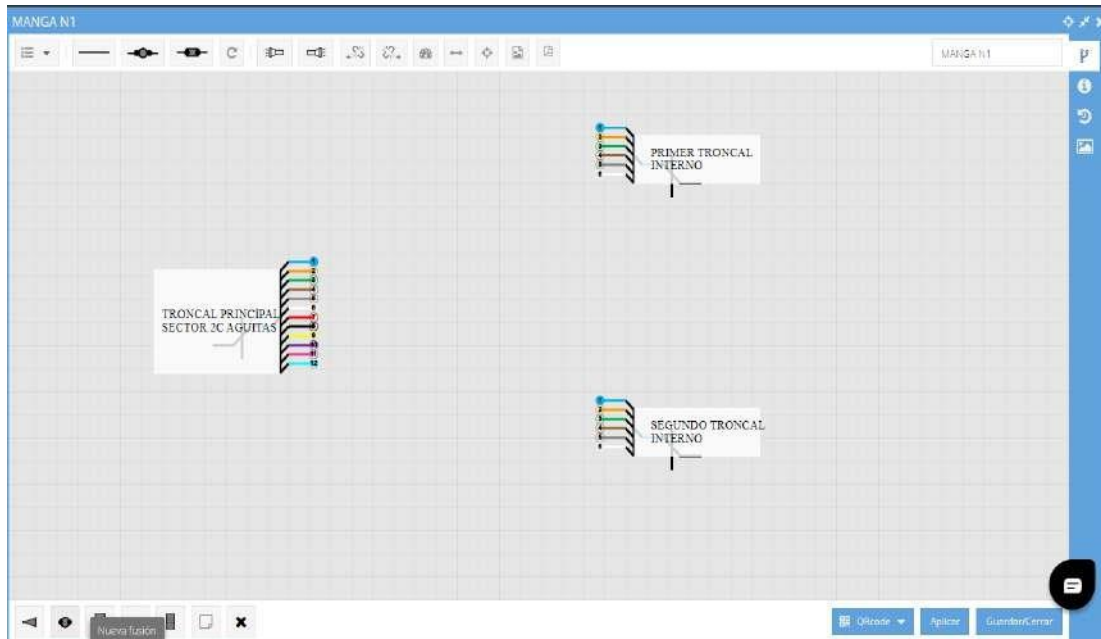 MANGA N1
MANGA N1
PRIMER TRONCAL
INTERNO
TRONCAL PRINCIPAL
SECTOR 2C AGUITAS
SEGUNDO TRONCAL
INTERNO
Nueva fusión
QRcode
Aplicar
Guardar/Cerrar